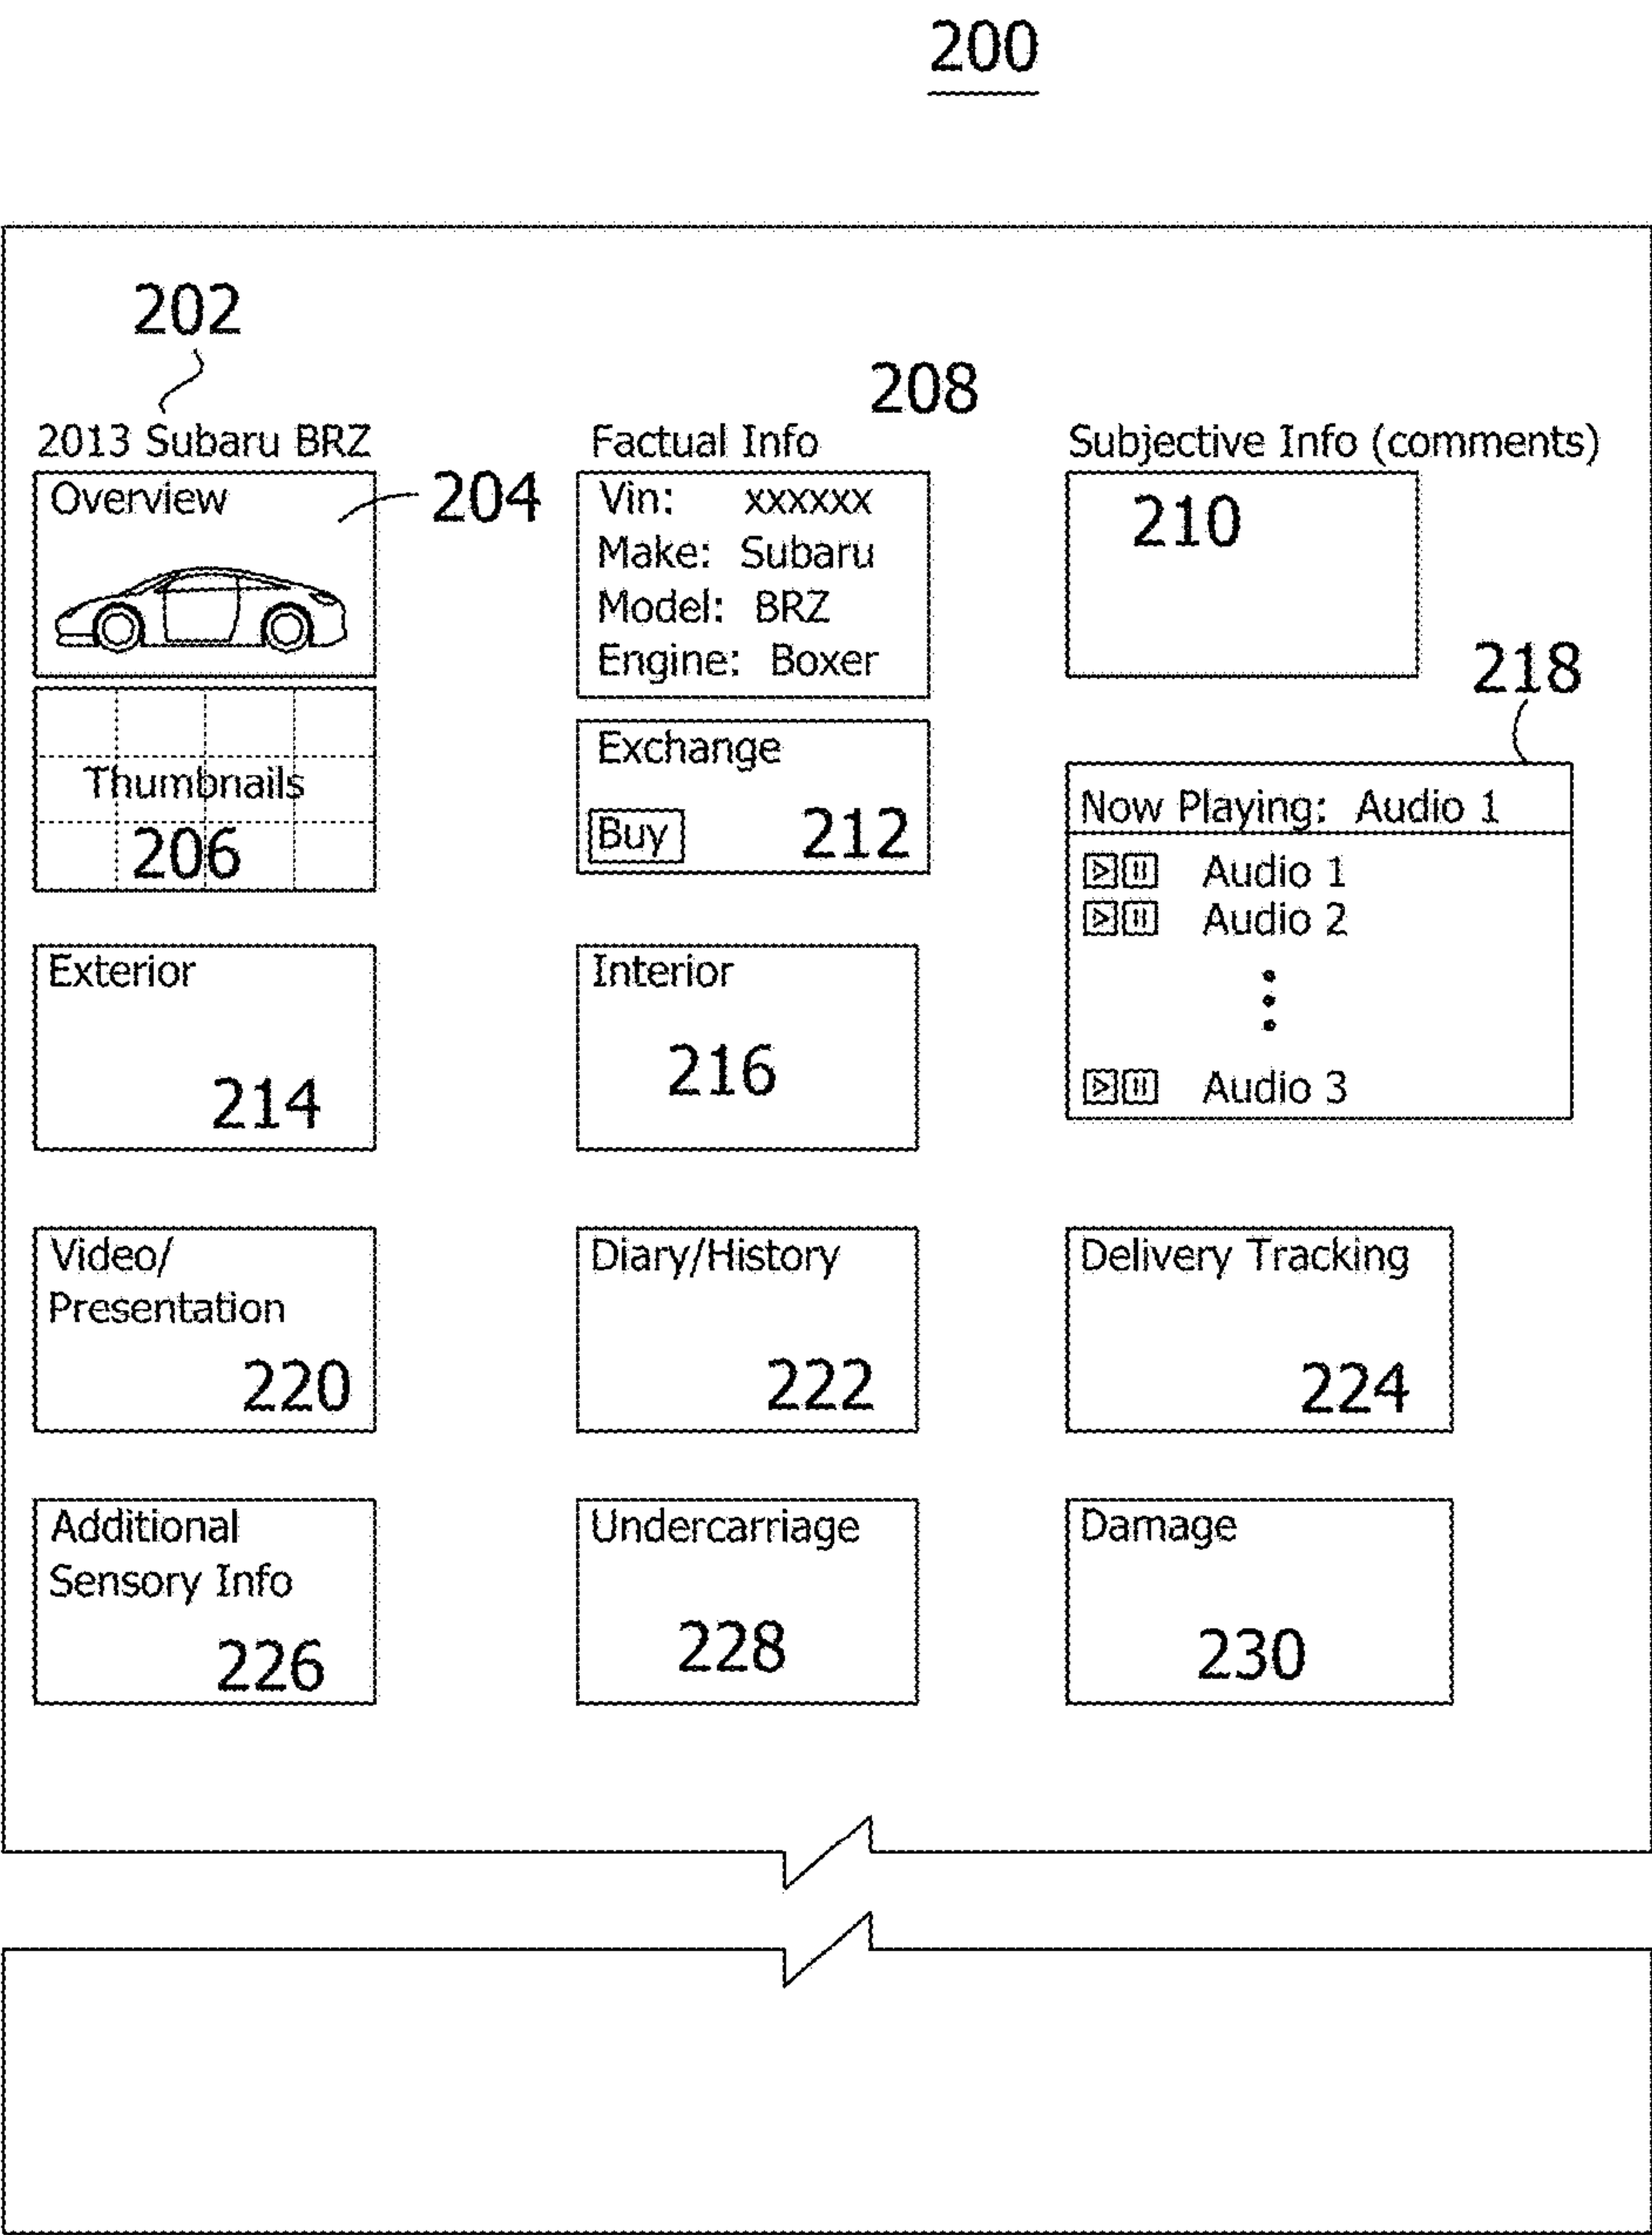 200
202
2013 Subaru BRZ
Overview
204
Thumbnails
206
208
Factual Info
Vin: xxxxxx
Make: Subaru
Model: BRZ
Engine: Boxer
Exchange
Buy
212
Subjective Info (comments)
210
218
Now Playing: Audio 1
Audio 1
Audio 2
Audio 3
Exterior
214
Interior
216
Video/
Presentation
220
Diary/History
222
Delivery Tracking
224
Additional
Sensory Info
226
Undercarriage
228
Damage
230